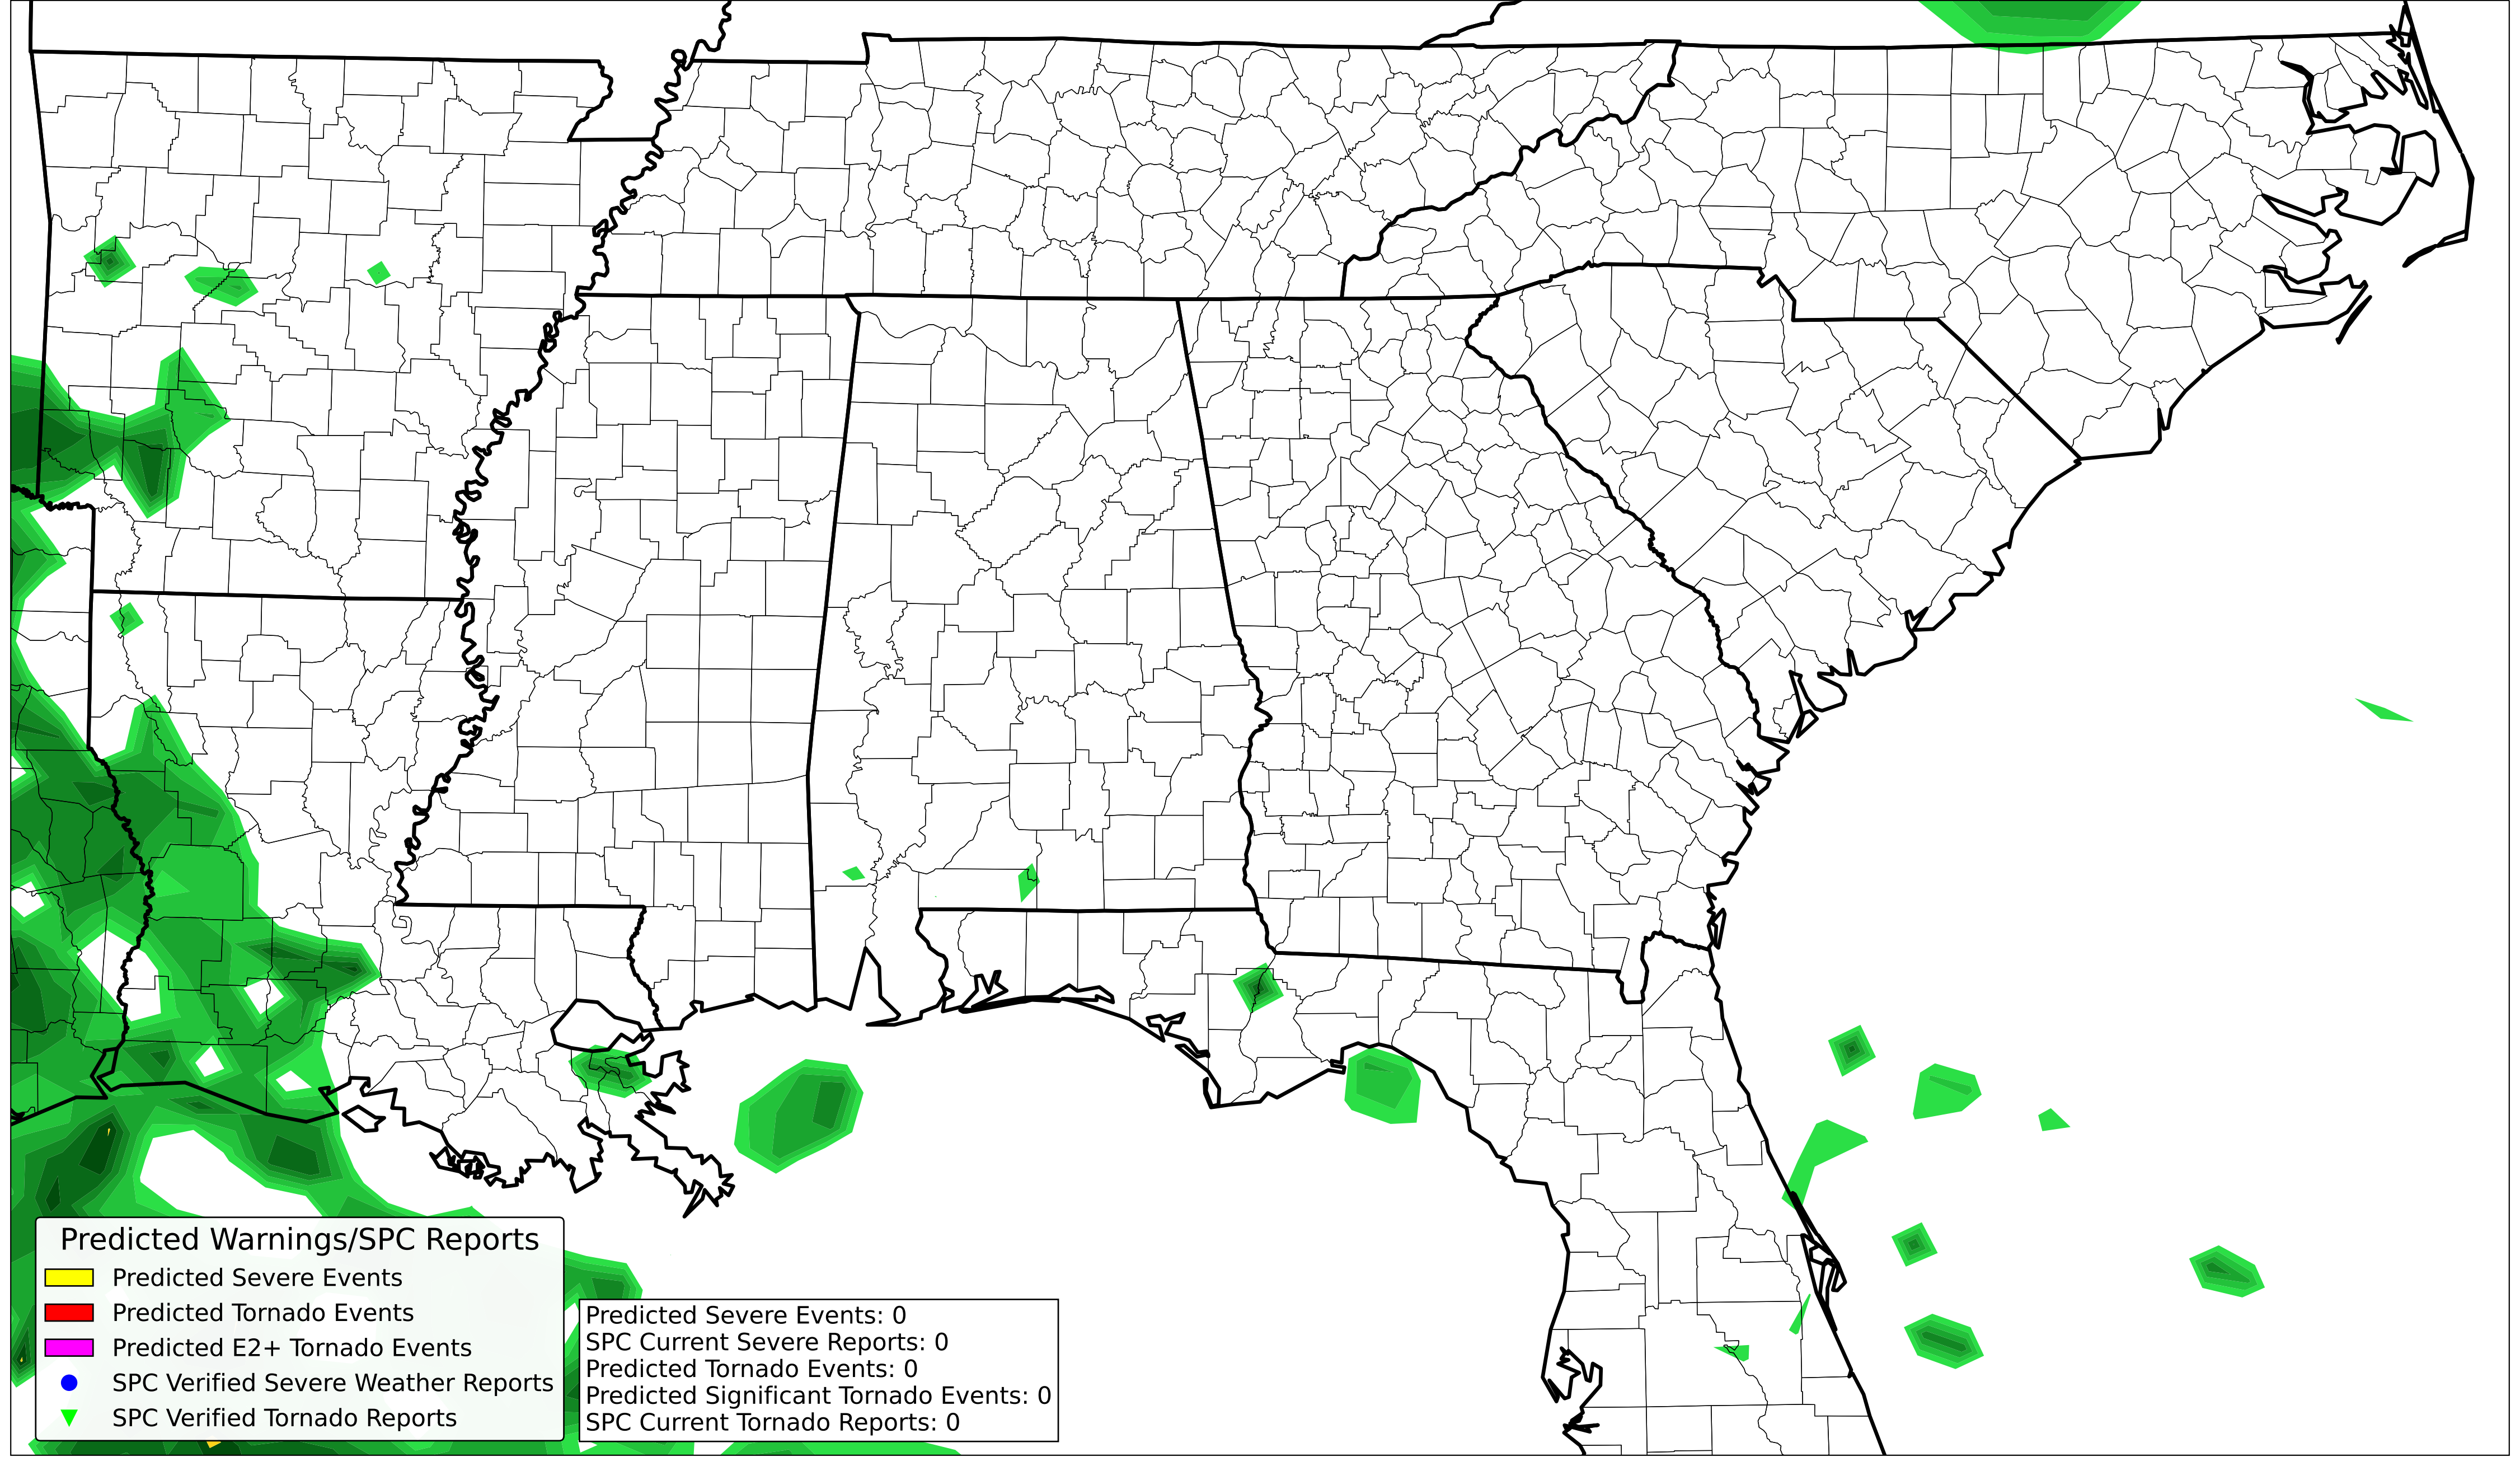 Predicted Warnings/SPC Reports
Predicted Severe Events
Predicted Tornado Events
Predicted E2+ Tornado Events
SPC Verified Severe Weather Reports
SPC Verified Tornado Reports
Predicted Severe Events: 0
SPC Current Severe Reports: 0
Predicted Tornado Events: 0
Predicted Significant Tornado Events: 0
SPC Current Tornado Reports: 0